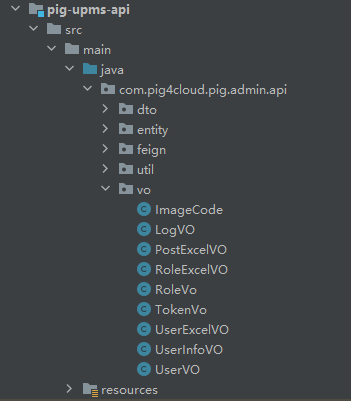 pig-upms-api
src
main
java
com.pig4cloud.pig.admin.api
dto
entity
feign
util
vo
ImageCode
LogVO
PostExcelVO
RoleExcelVO
RoleVo
TokenVo
UserExcelVO
UserInfoVO
UserVO
resources